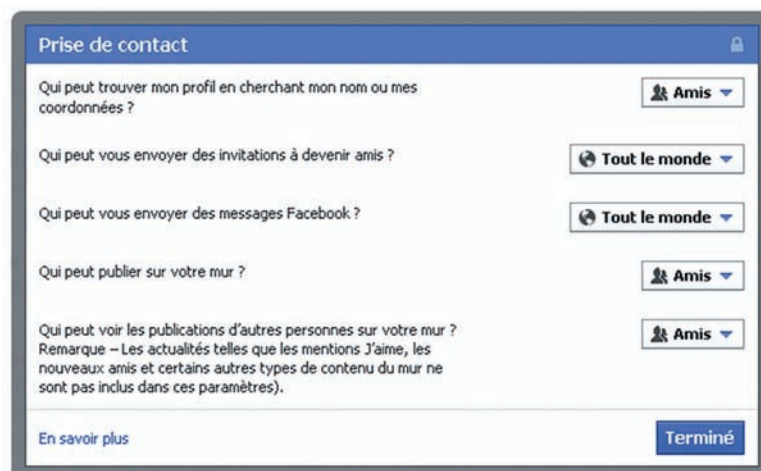 Prise de contact
Qui peut trouver mon profil en cherchant mon nom ou mes
coordonnées ?
Amis
Qui peut vous envoyer des invitations à devenir amis ?
Tout le monde
Qui peut vous envoyer des messages Facebook ?
Tout le monde
Qui peut publier sur votre mur ?
Amis
Qui peut voir les publications d'autres personnes sur votre mur ?
Remarque – Les actualités telles que les mentions J'aime, les
nouveaux amis et certains autres types de contenu du mur ne
sont pas inclus dans ces paramètres).
Amis
En savoir plus
Terminé